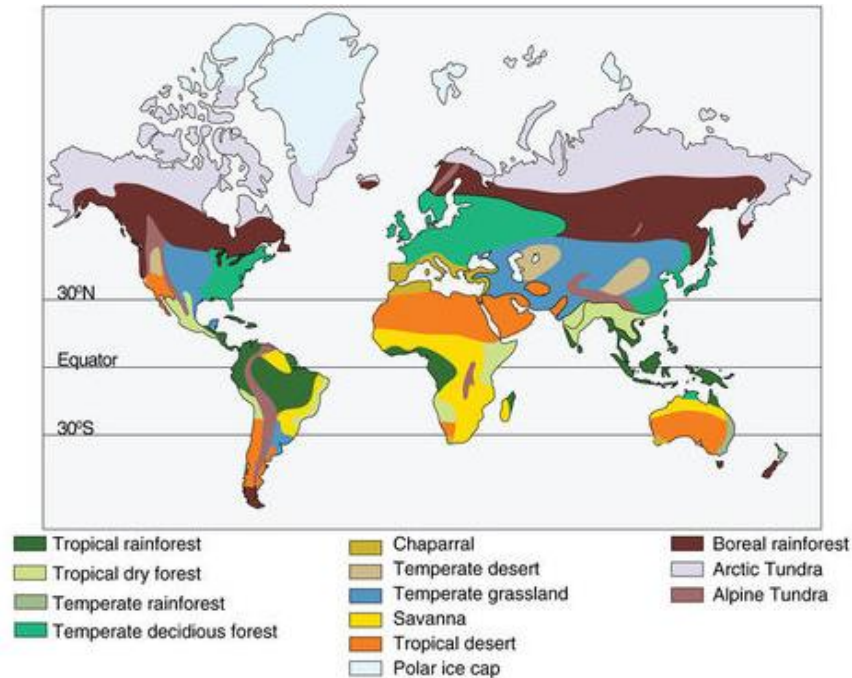 30ºN
Equator
30ºS
Tropical rainforest
Tropical dry forest
Temperate rainforest
Temperate decidious forest
Chaparral
Temperate desert
Temperate grassland
Savanna
Tropical desert
Polar ice cap
Boreal rainforest
Arctic Tundra
Alpine Tundra